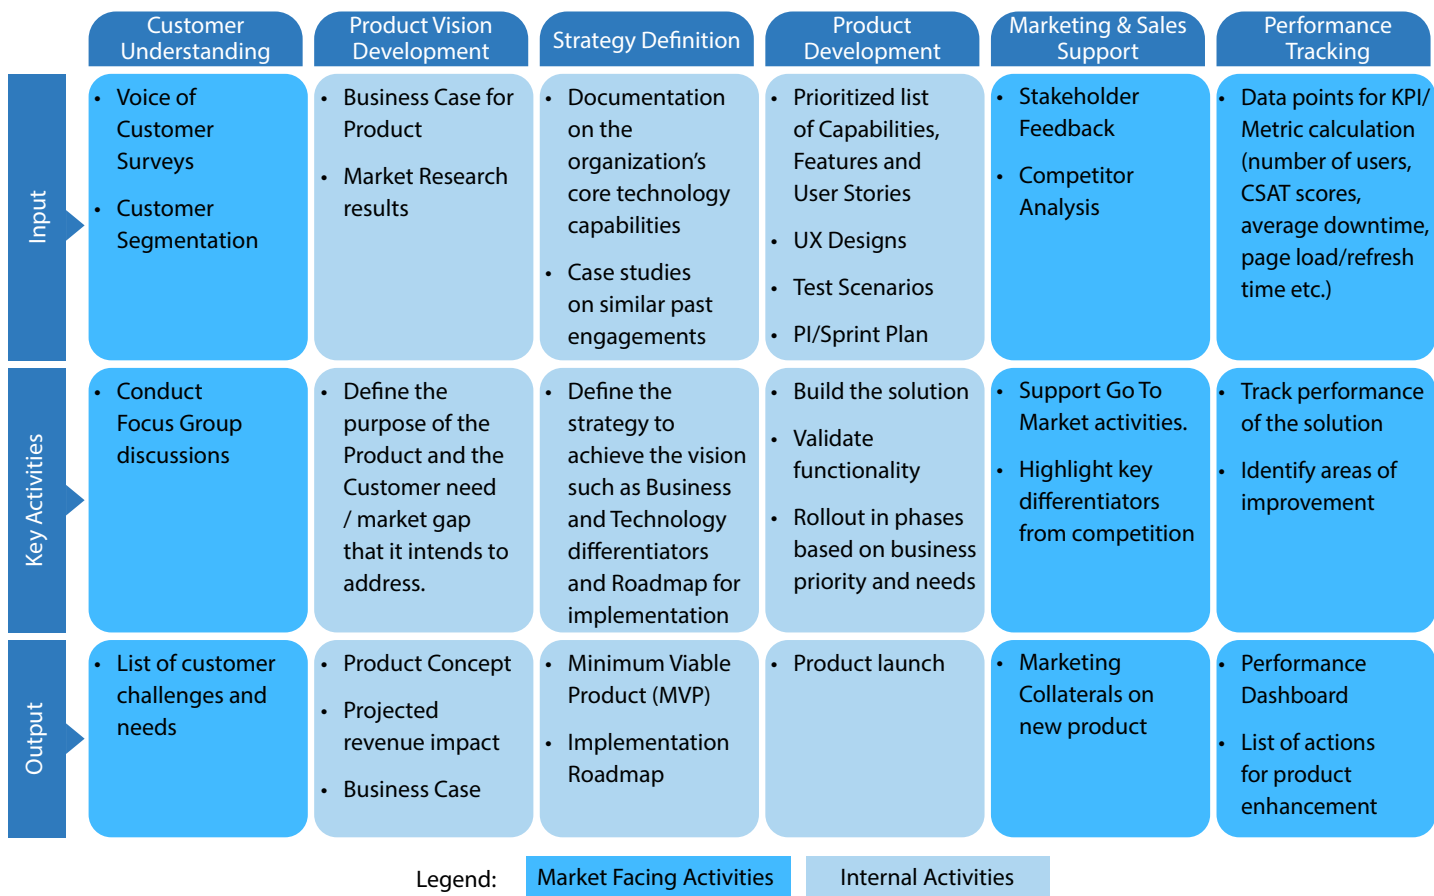 Customer
Understanding
Product Vision
Development
Strategy Definition
Product
Development
Marketing & Sales
Support
Performance
Tracking
Input
• Voice of
Customer
Surveys
• Customer
Segmentation
• Business Case for
Product
• Market Research
results
• Documentation
on the
organization’s
core technology
capabilities
• Case studies
on similar past
engagements
• Prioritized list
of Capabilities,
Features and
User Stories
• UX Designs
• Test Scenarios
• PI/Sprint Plan
• Stakeholder
Feedback
• Competitor
Analysis
• Data points for KPI/
Metric calculation
(number of users,
CSAT scores,
average downtime,
page load/refresh
time etc.)
Key Activities
• Conduct
Focus Group
discussions
• Define the
purpose of the
Product and the
Customer need
/ market gap
that it intends to
address.
• Define the
strategy to
achieve the vision
such as Business
and Technology
differentiators
and Roadmap for
implementation
• Build the solution
• Validate
functionality
• Rollout in phases
based on business
priority and needs
• Support Go To
Market activities.
• Highlight key
differentiators
from competition
• Track performance
of the solution
• Identify areas of
improvement
Output
• List of customer
challenges and
needs
• Product Concept
• Projected
revenue impact
• Business Case
• Minimum Viable
Product (MVP)
• Implementation
Roadmap
• Product launch
• Marketing
Collaterals on
new product
• Performance
Dashboard
• List of actions
for product
enhancement
Legend:
Market Facing Activities
Internal Activities